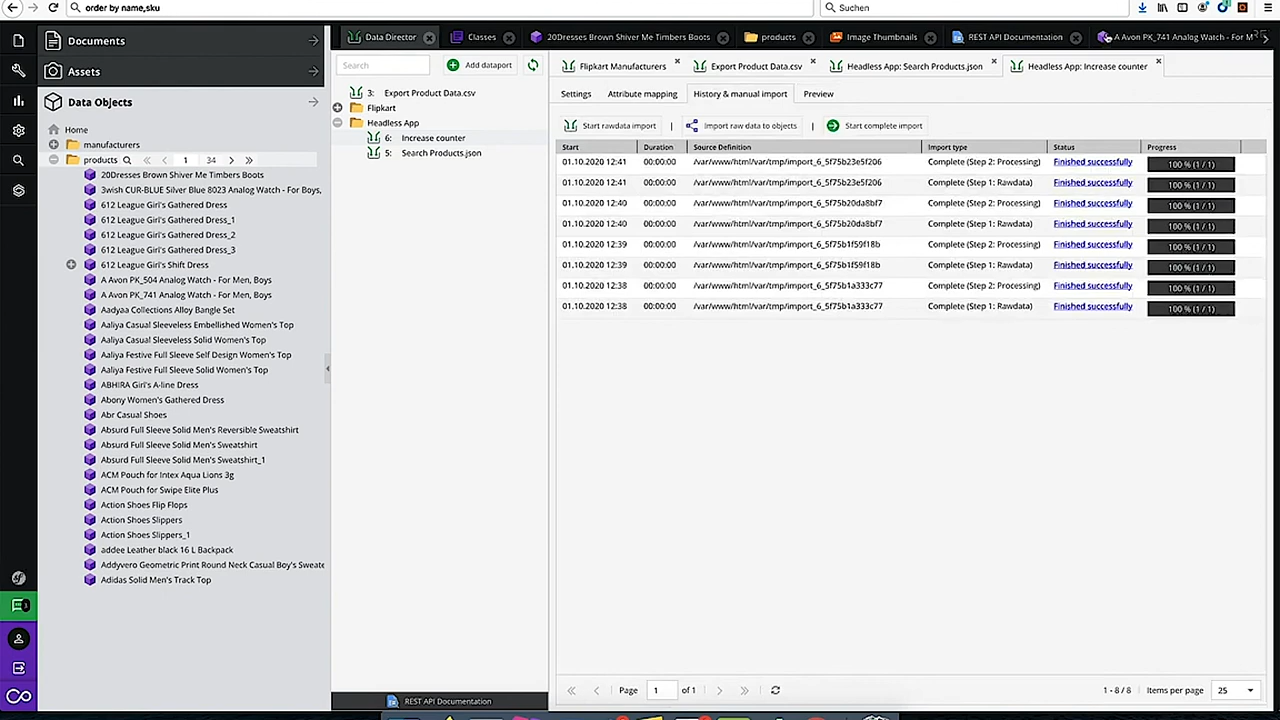 order by name,sku
Suchen
Documents
Assets
Data Objects
Home
manufacturers
products
1
34
20Dresses Brown Shiver Me Timbers Boots
3wish CUR-BLUE Silver Blue 8023 Analog Watch - For Boys,
612 League Girl's Gathered Dress
612 League Girl's Gathered Dress_1
612 League Girl's Gathered Dress_2
612 League Girl's Gathered Dress_3
612 League Girl's Shift Dress
A Avon PK_504 Analog Watch - For Men, Boys
A Avon PK_741 Analog Watch - For Men, Boys
Aadyaa Collections Alloy Bangle Set
Aaliya Casual Sleeveless Embellished Women's Top
Aaliya Casual Sleeveless Solid Women's Top
Aaliya Festive Full Sleeve Self Design Women's Top
Aaliya Festive Full Sleeve Solid Women's Top
ABHIRA Girl's A-line Dress
Abony Women's Gathered Dress
Abr Casual Shoes
Absurd Full Sleeve Solid Men's Reversible Sweatshirt
Absurd Full Sleeve Solid Men's Sweatshirt
Absurd Full Sleeve Solid Men's Sweatshirt_1
ACM Pouch for Intex Aqua Lions 3g
ACM Pouch for Swipe Elite Plus
Action Shoes Flip Flops
Action Shoes Slippers
Action Shoes Slippers_1
addee Leather black 16 L Backpack
Addyvero Geometric Print Round Neck Casual Boy's Sweate
Adidas Solid Men's Track Top
Data Director
Classes
20Dresses Brown Shiver Me Timbers Boots
products
Image Thumbnails
REST API Documentation
A Avon PK_741 Analog Watch - For M
Search
Add dataport
3: Export Product Data.csv
Flipkart
Headless App
6: Increase counter
5: Search Products.json
REST API Documentation
Flipkart Manufacturers
Export Product Data.csv
Headless App: Search Products.json
Headless App: Increase counter
Settings
Attribute mapping
History & manual import
Preview
Start rawdata import
|
Import raw data to objects
|
Start complete import
Start Duration Source Definition Import type Status Progress
01.10.2020 12:41 00:00:00 /var/www/html/var/tmp/import_6_5f75b23e5f206 Complete (Step 2: Processing) Finished successfully 100 % (1 / 1)
01.10.2020 12:41 00:00:00 /var/www/html/var/tmp/import_6_5f75b23e5f206 Complete (Step 1: Rawdata) Finished successfully 100 % (1 / 1)
01.10.2020 12:40 00:00:00 /var/www/html/var/tmp/import_6_5f75b20da8bf7 Complete (Step 2: Processing) Finished successfully 100 % (1 / 1)
01.10.2020 12:40 00:00:00 /var/www/html/var/tmp/import_6_5f75b20da8bf7 Complete (Step 1: Rawdata) Finished successfully 100 % (1 / 1)
01.10.2020 12:39 00:00:00 /var/www/html/var/tmp/import_6_5f75b1f59f18b Complete (Step 2: Processing) Finished successfully 100 % (1 / 1)
01.10.2020 12:39 00:00:00 /var/www/html/var/tmp/import_6_5f75b1f59f18b Complete (Step 1: Rawdata) Finished successfully 100 % (1 / 1)
01.10.2020 12:38 00:00:00 /var/www/html/var/tmp/import_6_5f75b1a333c77 Complete (Step 2: Processing) Finished successfully 100 % (1 / 1)
01.10.2020 12:38 00:00:00 /var/www/html/var/tmp/import_6_5f75b1a333c77 Complete (Step 1: Rawdata) Finished successfully 100 % (1 / 1)
Page 1 of 1
1 - 8 / 8 Items per page 25